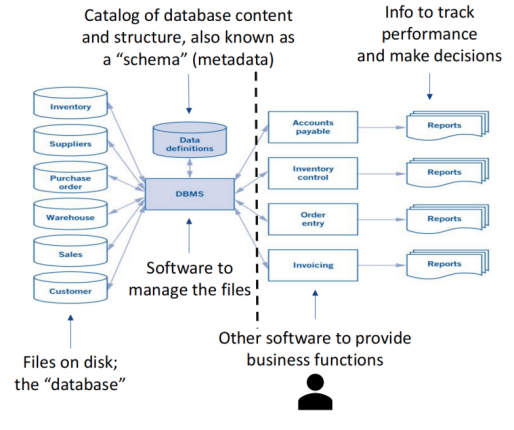 Catalog of database content
and structure, also known as
a “schema” (metadata)
Info to track
performance
and make decisions
Inventory
Suppliers
Purchase
order
Warehouse
Sales
Customer
Data
definitions
DBMS
Accounts
payable
Inventory
control
Order
entry
Invoicing
Reports
Reports
Reports
Reports
Software to
manage the files
Files on disk;
the “database”
Other software to provide
business functions